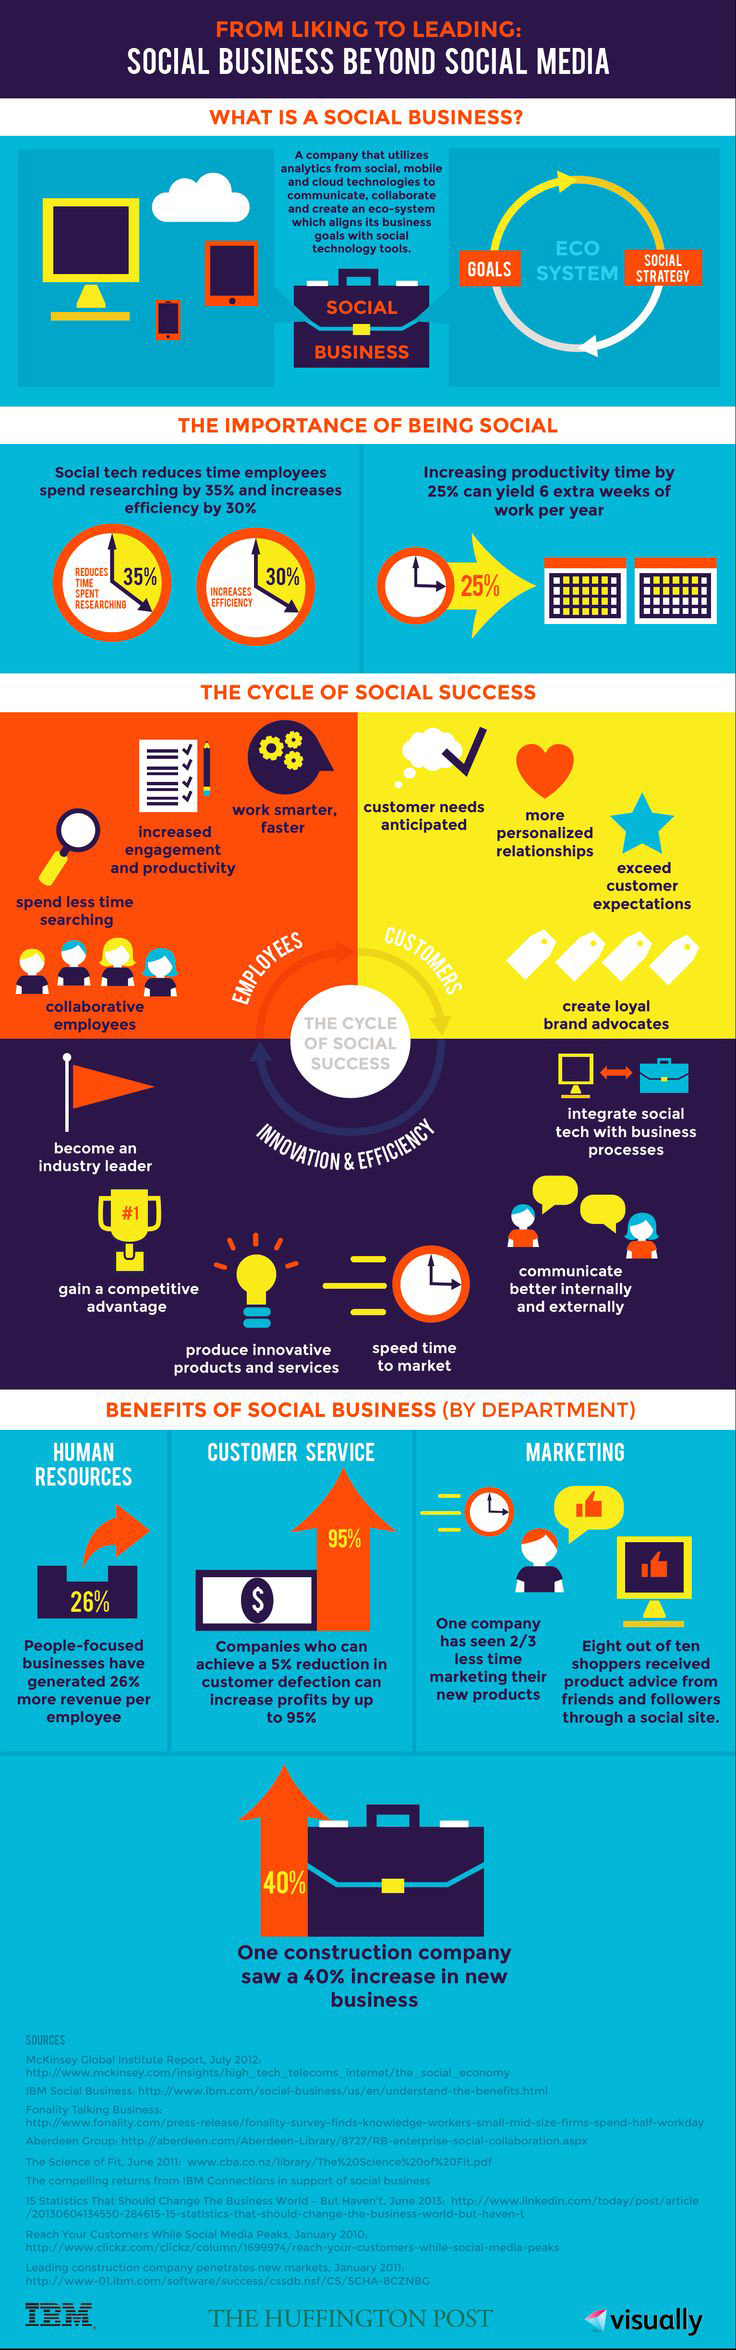 FROM LIKING TO LEADING:
SOCIAL BUSINESS BEYOND SOCIAL MEDIA
WHAT IS A SOCIAL BUSINESS?
A company that utilizes
analytics from social, mobile
and cloud technologies to
communicate, collaborate
and create an eco-system
which aligns its business
goals with social
technology tools.
SOCIAL
BUSINESS
GOALS
ECO
SYSTEM
SOCIAL
STRATEGY
THE IMPORTANCE OF BEING SOCIAL
Social tech reduces time employees
spend researching by 35% and increases
efficiency by 30%
REDUCES
TIME
SPENT
RESEARCHING
35%
INCREASES
EFFICIENCY
30%
Increasing productivity time by
25% can yield 6 extra weeks of
work per year
25%
THE CYCLE OF SOCIAL SUCCESS
work smarter,
faster
increased
engagement
and productivity
spend less time
searching
collaborative
employees
EMPLOYEES
customer needs
anticipated
more
personalized
relationships
exceed
customer
expectations
create loyal
brand advocates
CUSTOMERS
THE CYCLE
OF SOCIAL
SUCCESS
INNOVATION & EFFICIENCY
become an
industry leader
#1
gain a competitive
advantage
produce innovative
products and services
speed time
to market
communicate
better internally
and externally
integrate social
tech with business
processes
BENEFITS OF SOCIAL BUSINESS (BY DEPARTMENT)
HUMAN
RESOURCES
26%
People-focused
businesses have
generated 26%
more revenue per
employee
CUSTOMER SERVICE
95%
$
Companies who can
achieve a 5% reduction in
customer defection can
increase profits by up
to 95%
MARKETING
One company
has seen 2/3
less time
marketing their
new products
Eight out of ten
shoppers received
product advice from
friends and followers
through a social site.
40%
One construction company
saw a 40% increase in new
business
SOURCES
McKinsey Global Institute Report, July 2012:
http://www.mckinsey.com/insights/high_tech_telecoms_internet/the_social_economy
IBM Social Business: http://www.ibm.com/social-business/us/en/understand-the-benefits.html
Fonality Talking Business:
http://www.fonality.com/press-release/fonality-survey-finds-knowledge-workers-small-mid-size-firms-spend-half-workday
Aberdeen Group: http://aberdeen.com/Aberdeen-Library/8727/RB-enterprise-social-collaboration.aspx
The Science of Fit, June 2011: www.cba.co.nz/library/The%20Science%20of%20Fit.pdf
The compelling returns from IBM Connections in support of social business
15 Statistics That Should Change The Business World - But Haven't, June 2013: http://www.linkedin.com/today/post/article
/20130604134550-284615-15-statistics-that-should-change-the-business-world-but-haven-t
Reach Your Customers While Social Media Peaks, January 2010:
http://www.clickz.com/clickz/column/1699974/reach-your-customers-while-social-media-peaks
Leading construction company penetrates new markets, January 2011:
http://www-01.ibm.com/software/success/cssdb.nsf/CS/SCHA-8CZNBG
IBM
THE HUFFINGTON POST
visually